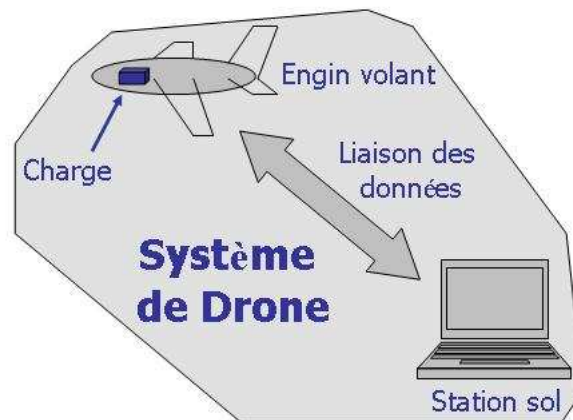 Engin volant
Charge
Liaison des
données
Système
de Drone
Station sol